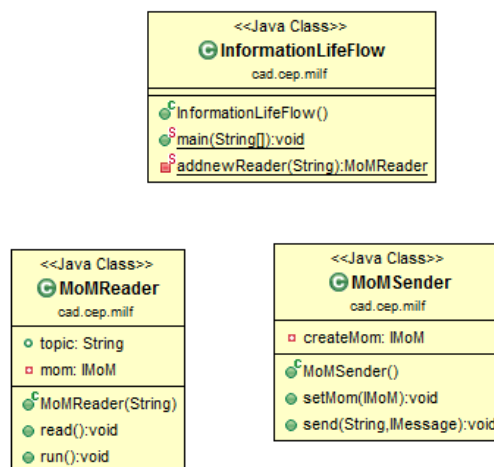 <<Java Class>>
InformationLifeFlow
cad.cep.milf
InformationLifeFlow()
main(String[]):void
addnewReader(String):MoMReader
<<Java Class>>
MoMReader
cad.cep.milf
topic: String
mom: IMoM
MoMReader(String)
read():void
run():void
<<Java Class>>
MoMSender
cad.cep.milf
createMom: IMoM
MoMSender()
setMom(IMoM):void
send(String,IMessage):void